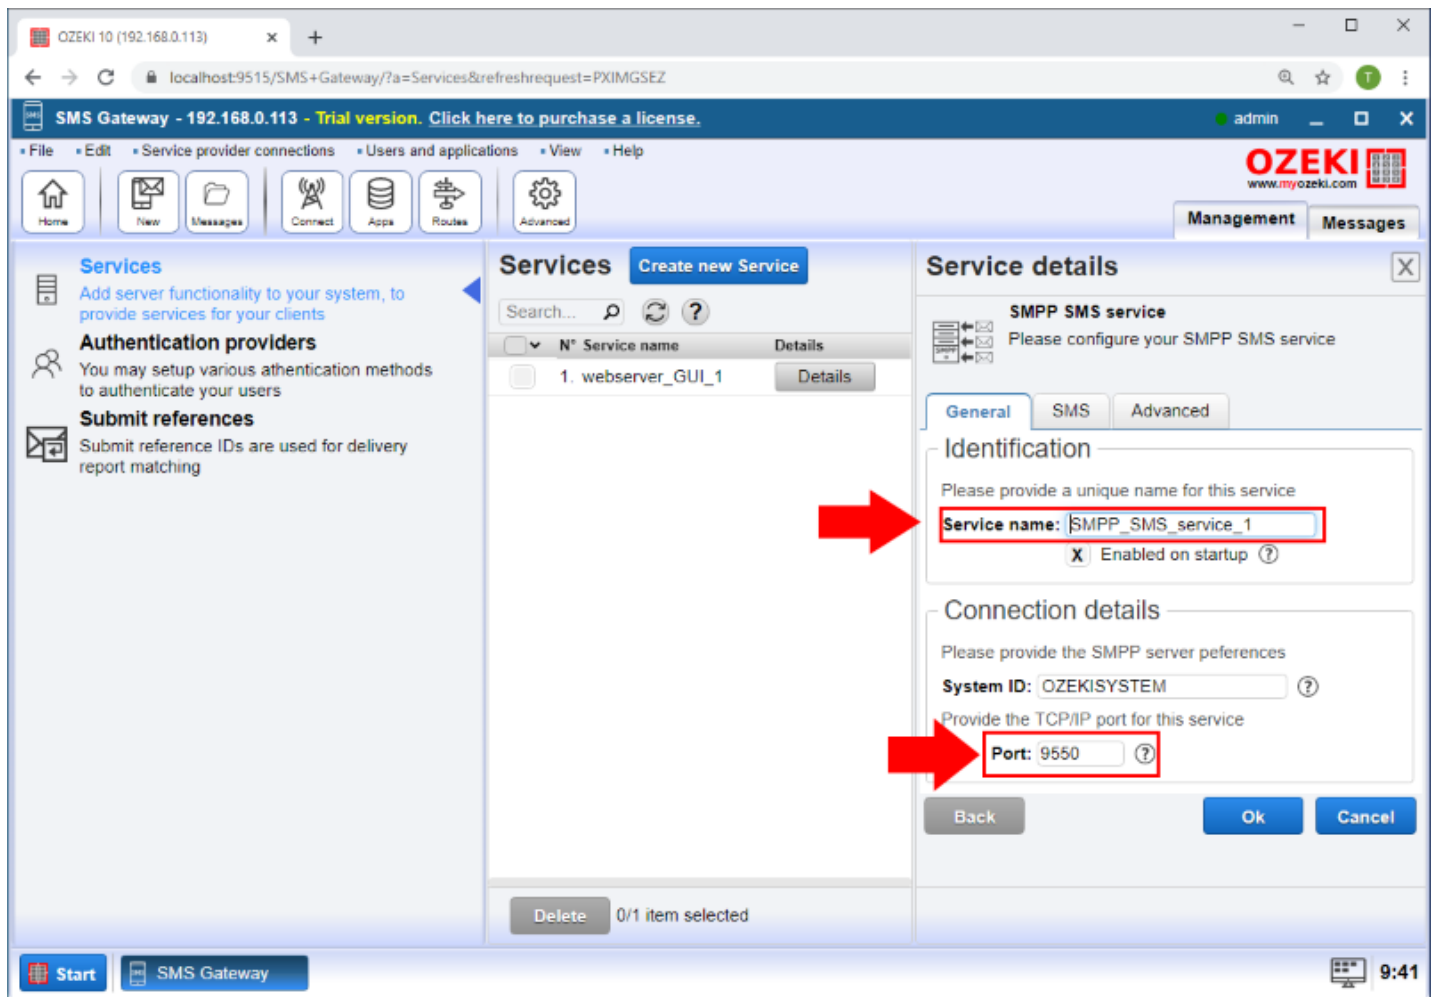 OZEKI 10 (192.168.0.113)
localhost:9515/SMS+Gateway/?a=Services&refreshrequest=PXIMGSEZ
T
SMS Gateway - 192.168.0.113 - Trial version. Click here to purchase a license.
admin
File Edit Service provider connections Users and applications View Help
OZEKI
www.myozeki.com
Home New Messages Connect Apps Routes Advanced
Management Messages
Services
Add server functionality to your system, to
provide services for your clients
Authentication providers
You may setup various athentication methods
to authenticate your users
Submit references
Submit reference IDs are used for delivery
report matching
Services Create new Service
Search...
N° Service name Details
1. webserver_GUI_1 Details
Delete 0/1 item selected
Service details X
SMPP SMS service
Please configure your SMPP SMS service
General SMS Advanced
Identification
Please provide a unique name for this service
Service name: SMPP_SMS_service_1
X Enabled on startup ?
Connection details
Please provide the SMPP server peferences
System ID: OZEKISYSTEM ?
Provide the TCP/IP port for this service
Port: 9550 ?
Back Ok Cancel
Start SMS Gateway 9:41